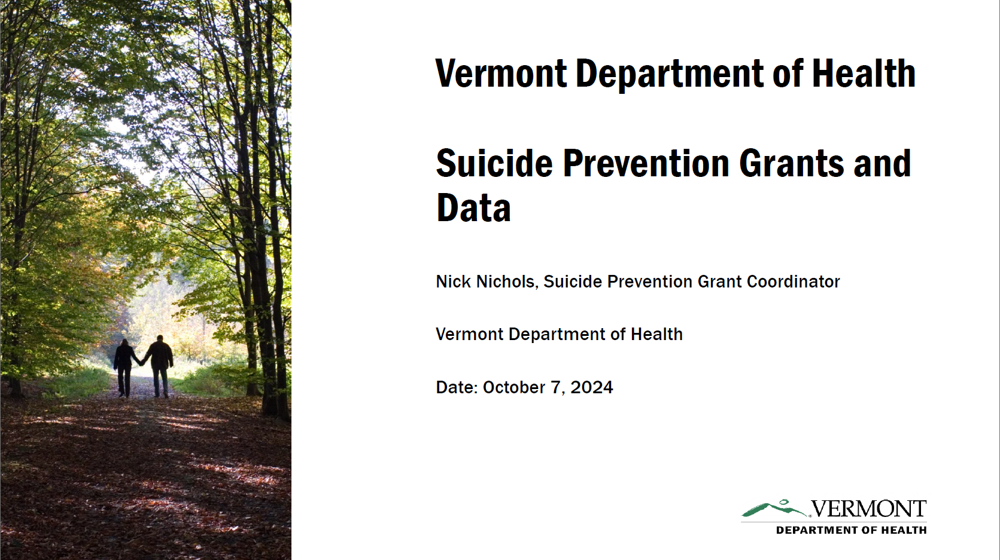 Vermont Department of Health
Suicide Prevention Grants and
Data
Nick Nichols, Suicide Prevention Grant Coordinator
Vermont Department of Health
Date: October 7, 2024
VERMONT
DEPARTMENT OF HEALTH